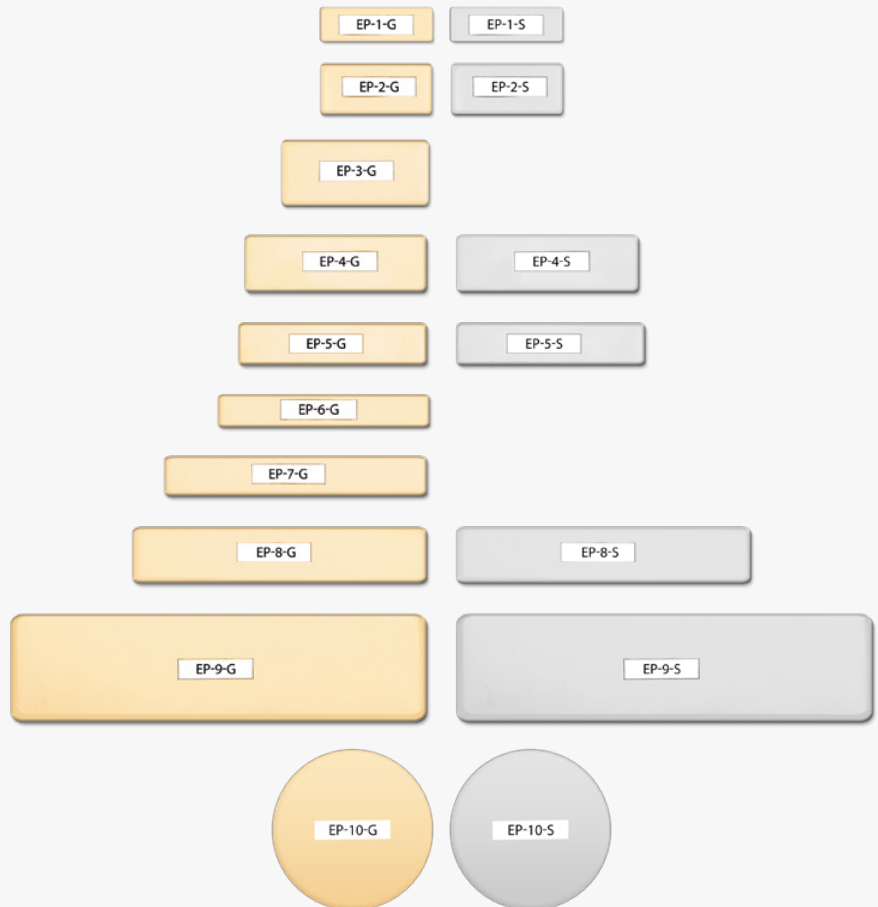 EP-1-G EP-1-S
EP-2-G EP-2-S
EP-3-G
EP-4-G EP-4-S
EP-5-G EP-5-S
EP-6-G
EP-7-G
EP-8-G EP-8-S
EP-9-G EP-9-S
EP-10-G EP-10-S